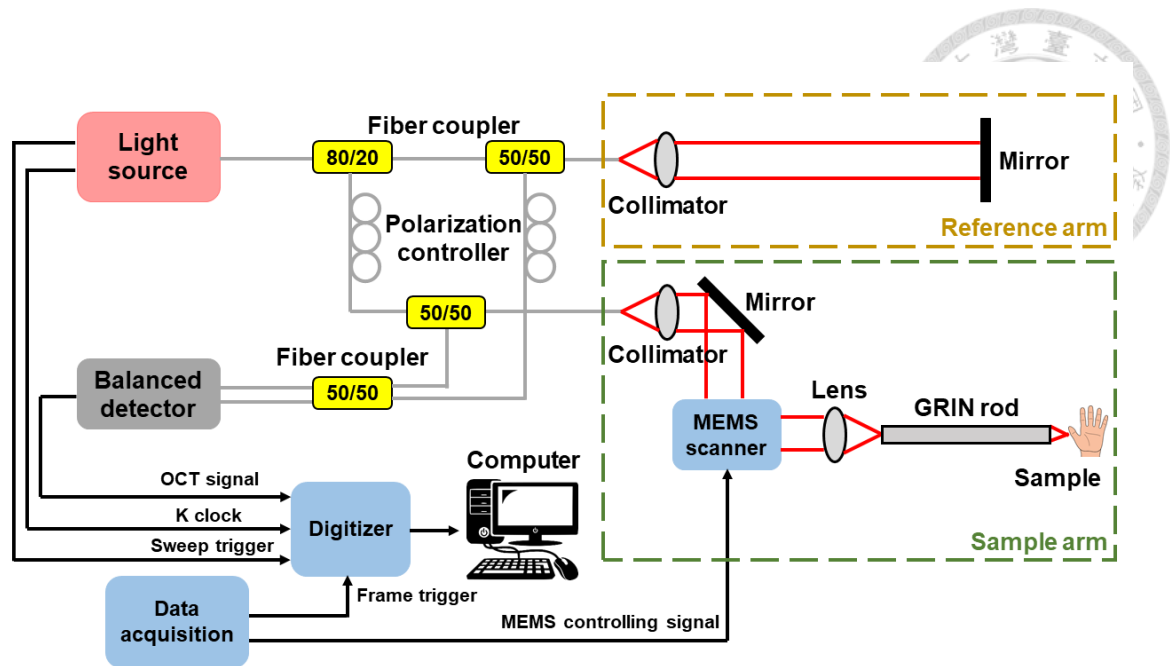 灣臺
Light
source
Fiber coupler
80/20
50/50
Mirror
Collimator
Reference arm
Polarization
controller
50/50
Mirror
Collimator
Fiber coupler
50/50
Balanced
detector
Lens
GRIN rod
MEMS
scanner
Sample
Sample arm
Computer
OCT signal
K clock
Sweep trigger
Digitizer
Frame trigger
Data
acquisition
MEMS controlling signal